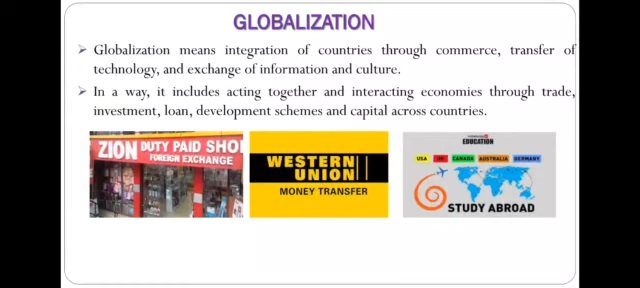 GLOBALIZATION
Globalization means integration of countries through commerce, transfer of
technology, and exchange of information and culture.
In a way, it includes acting together and interacting economies through trade,
investment, loan, development schemes and capital across countries.
ZION DUTY PAID SHO
FOREIGN EXCHANGE
WESTERN
UNION
MONEY TRANSFER
EDUCATION
USA UK CANADA AUSTRALIA GERMANY
STUDY ABROAD